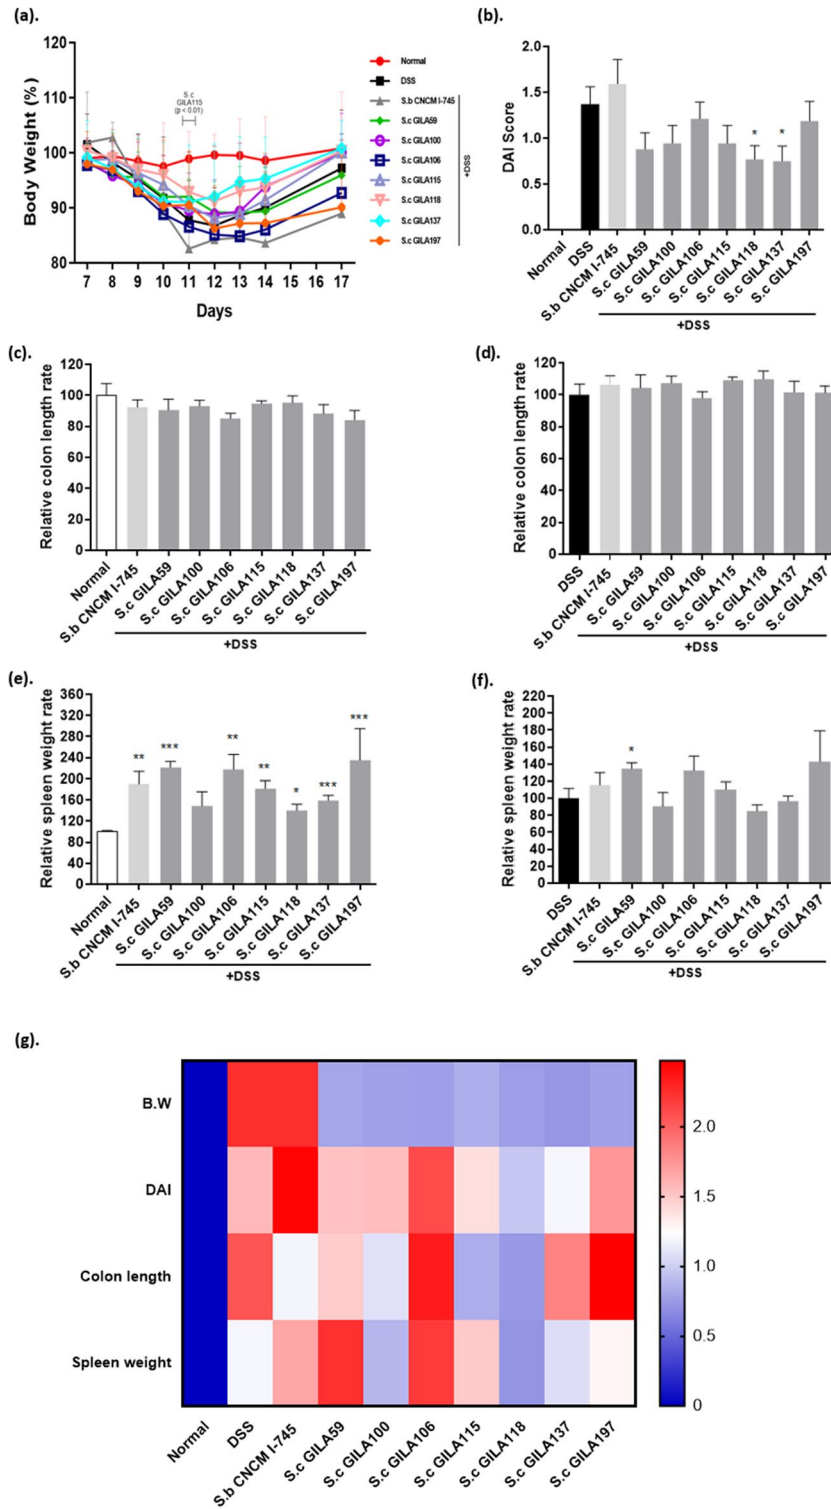 (a).
120
110
100
90
80
Body Weight (%)
7 8 9 10 11 12 13 14 15 16 17
Days
S.c
GILA115
(p < 0.01)
Normal
DSS
S.b CNCM I-745
S.c GILA59
S.c GILA100
S.c GILA106
S.c GILA115
S.c GILA118
S.c GILA137
S.c GILA197
+DSS
(b).
2.0
1.5
1.0
0.5
0.0
DAI Score
* *
Normal
DSS
S.b CNCM I-745
S.c GILA59
S.c GILA100
S.c GILA106
S.c GILA115
S.c GILA118
S.c GILA137
S.c GILA197
+DSS
(c).
120
100
80
60
40
20
0
Relative colon length rate
Normal
S.b CNCM I-745
S.c GILA59
S.c GILA100
S.c GILA106
S.c GILA115
S.c GILA118
S.c GILA137
S.c GILA197
+DSS
(d).
120
100
80
60
40
20
0
Relative colon length rate
DSS
S.b CNCM I-745
S.c GILA59
S.c GILA100
S.c GILA106
S.c GILA115
S.c GILA118
S.c GILA137
S.c GILA197
+DSS
(e).
360
320
280
240
200
160
120
80
40
0
Relative spleen weight rate
** *** ** ** * *** ***
Normal
S.b CNCM I-745
S.c GILA59
S.c GILA100
S.c GILA106
S.c GILA115
S.c GILA118
S.c GILA137
S.c GILA197
+DSS
(f).
220
200
180
160
140
120
100
80
60
40
20
0
Relative spleen weight rate
*
DSS
S.b CNCM I-745
S.c GILA59
S.c GILA100
S.c GILA106
S.c GILA115
S.c GILA118
S.c GILA137
S.c GILA197
+DSS
(g).
B.W
DAI
Colon length
Spleen weight
Normal
DSS
S.b CNCM I-745
S.c GILA59
S.c GILA100
S.c GILA106
S.c GILA115
S.c GILA118
S.c GILA137
S.c GILA197
2.0
1.5
1.0
0.5
0